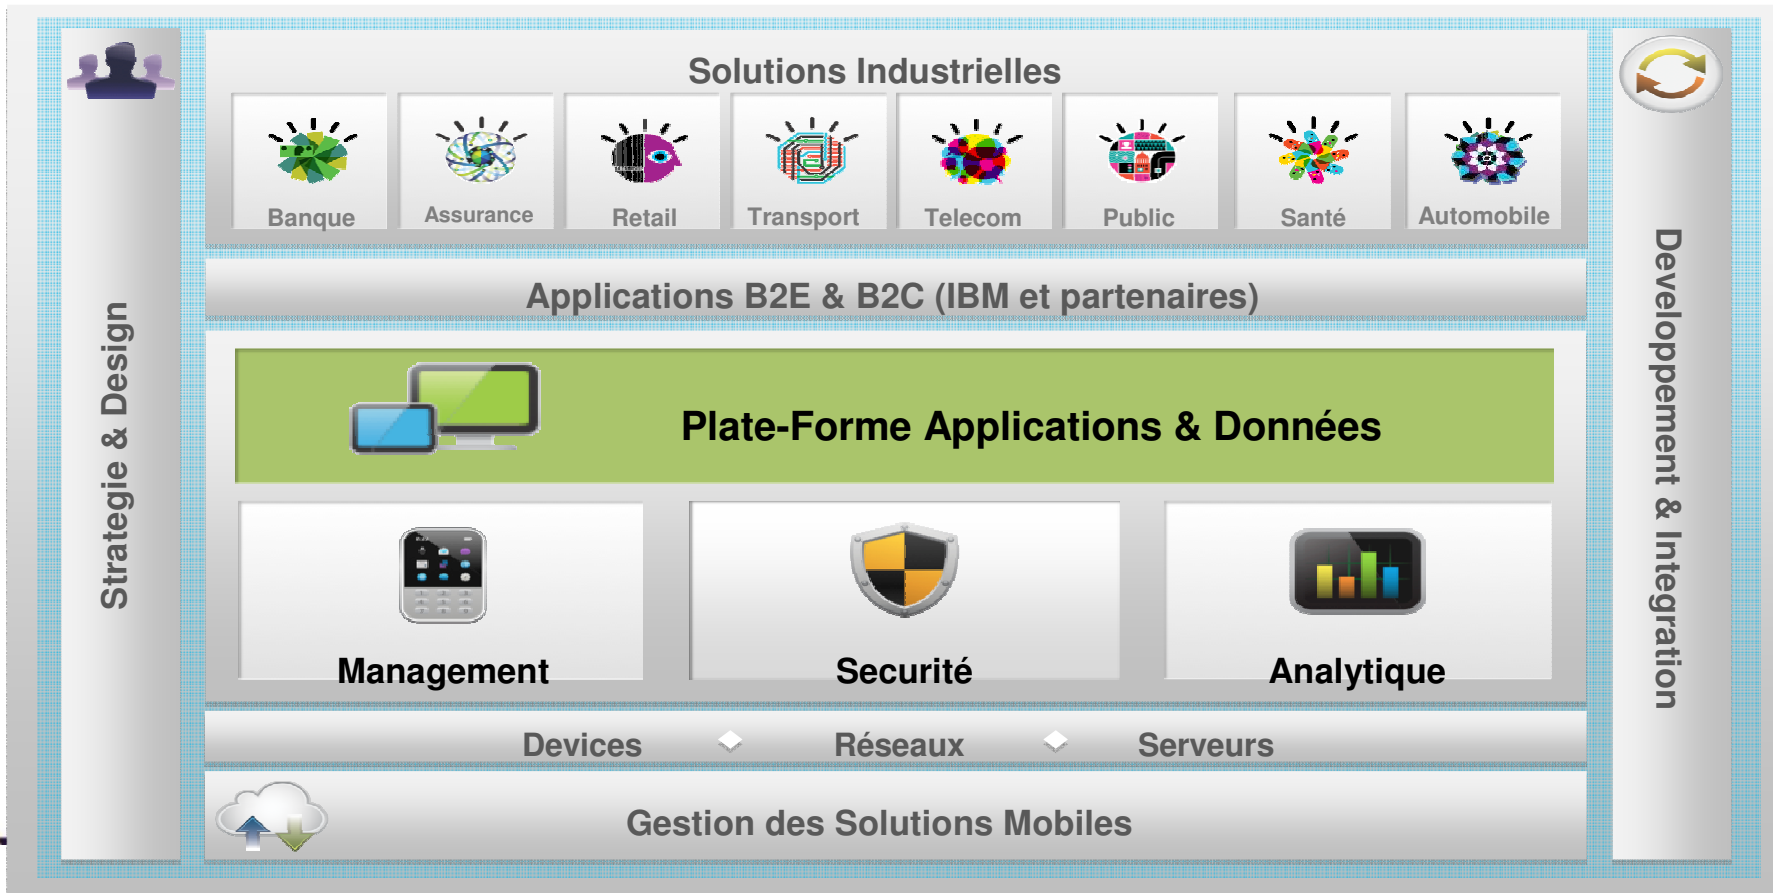 Solutions Industrielles
Banque
Assurance
Retail
Transport
Telecom
Public
Santé
Automobile
Applications B2E & B2C (IBM et partenaires)
Strategie & Design
Plate-Forme Applications & Données
Management
Securité
Analytique
Developpement & Integration
Devices
Réseaux
Serveurs
Gestion des Solutions Mobiles